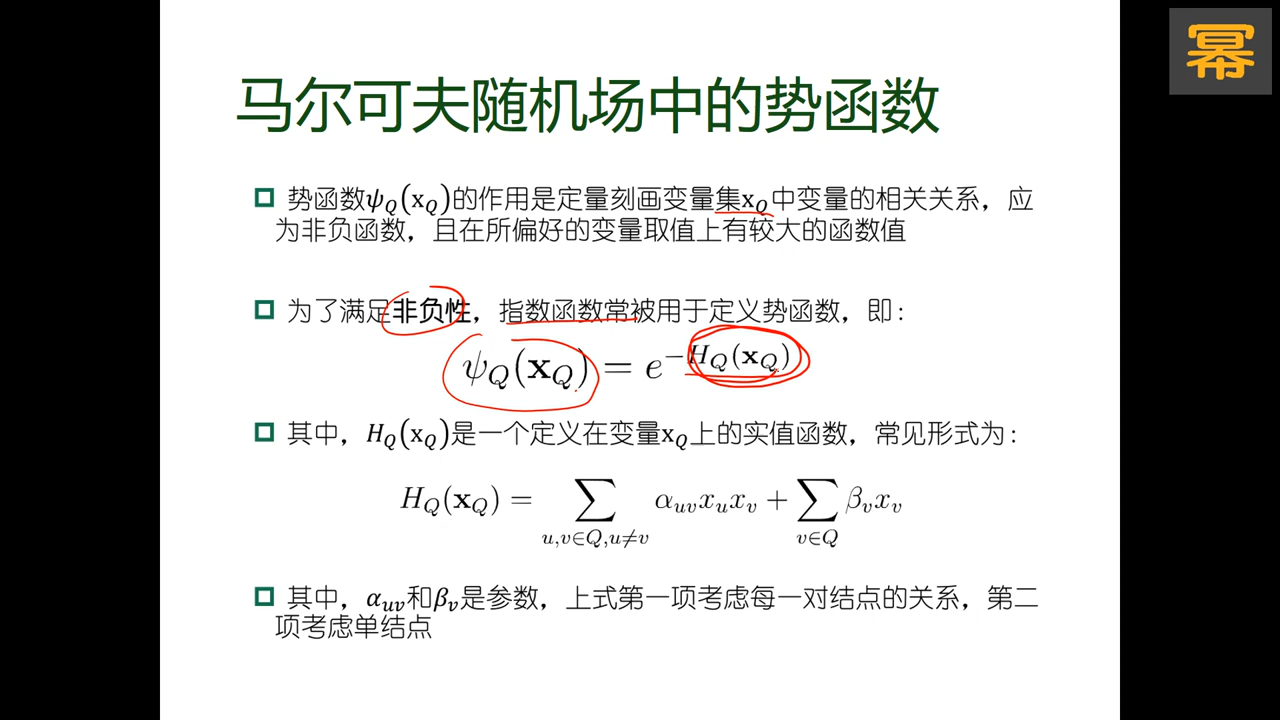 幂
马尔可夫随机场中的势函数
势函数𝜓_Q(x_Q)的作用是定量刻画变量集x_Q中变量的相关关系，应
为非负函数，且在所偏好的变量取值上有较大的函数值
为了满足非负性，指数函数常被用于定义势函数，即：
ψ_Q(x_Q) = e^{-H_Q(x_Q)}
其中，H_Q(x_Q)是一个定义在变量x_Q上的实值函数，常见形式为：
H_Q(x_Q) = ∑_{u,v∈Q,u≠v} α_{uv}x_u x_v + ∑_{v∈Q} β_v x_v
其中，α_{uv}和β_v是参数，上式第一项考虑每一对结点的关系，第二
项考虑单结点